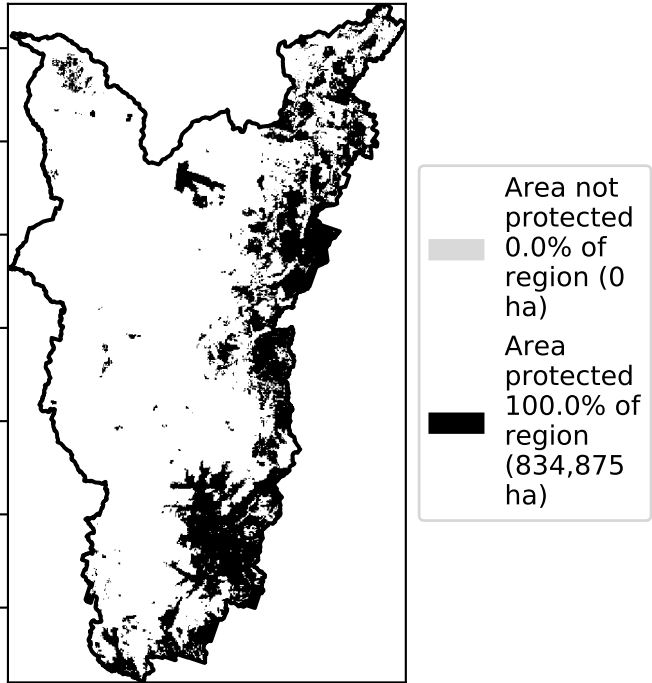 Area not
protected
0.0% of
region (0
ha)
Area
protected
100.0% of
region
(834,875
ha)